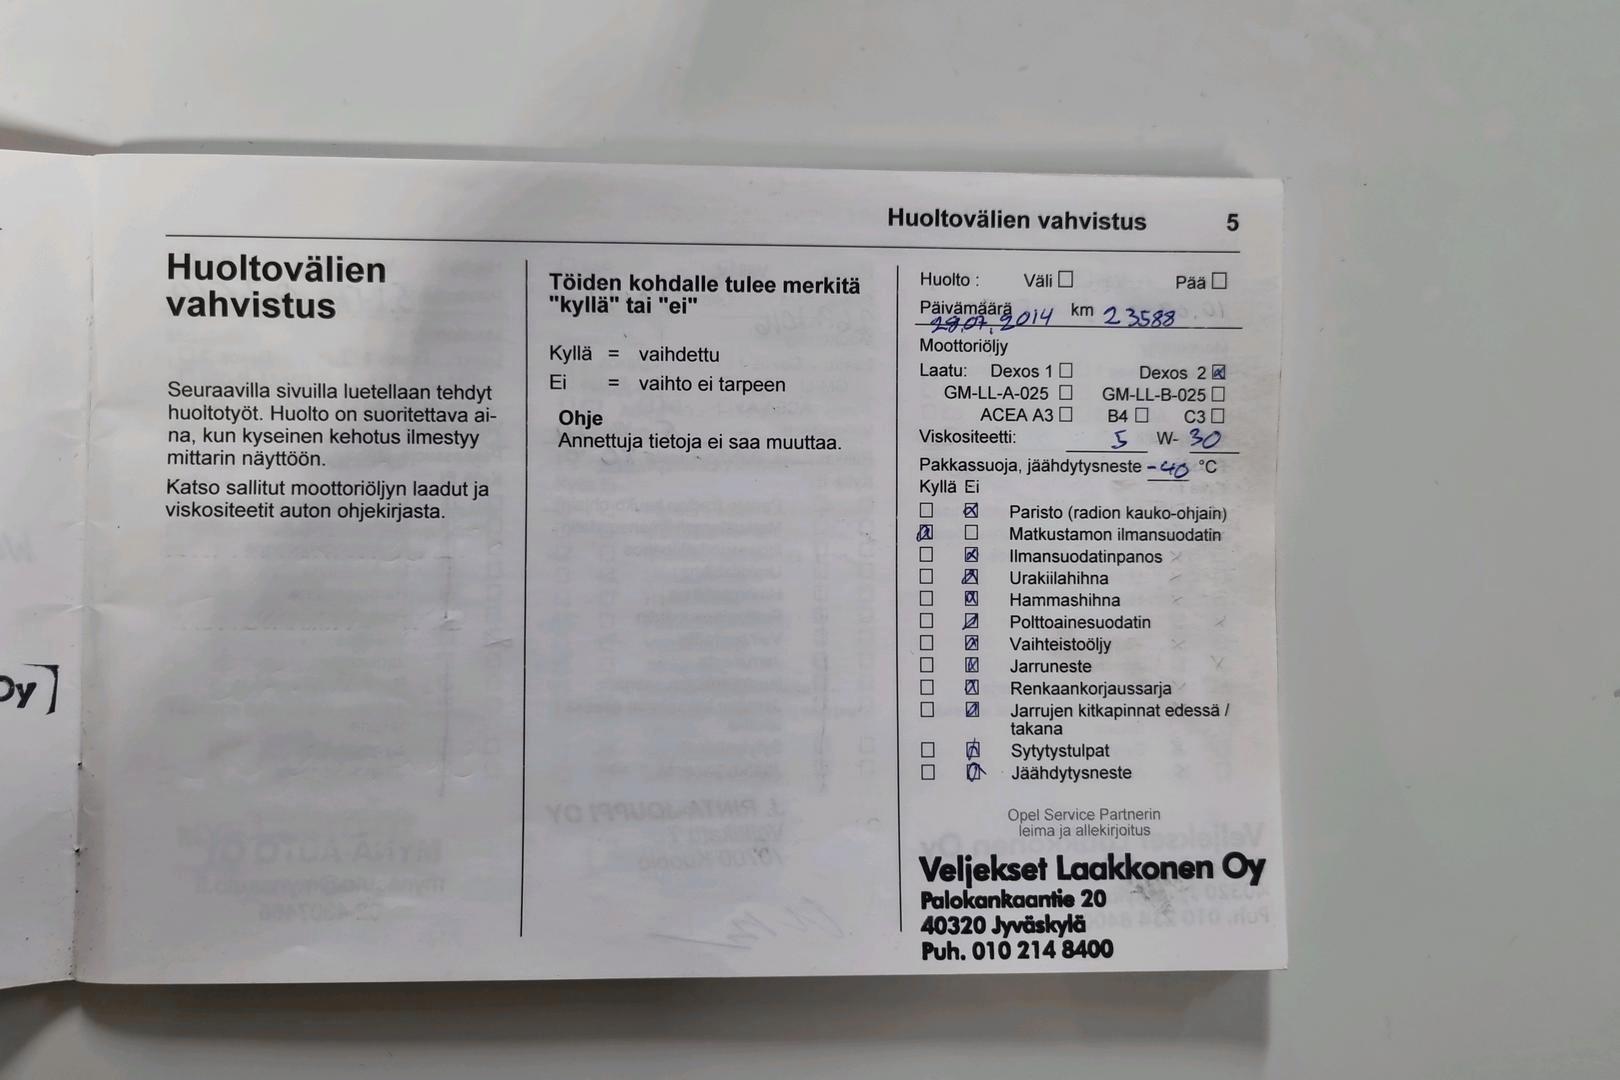 Huoltovälien vahvistus 5
Huoltovälien
vahvistus
Seuraavilla sivuilla luetellaan tehdyt
huoltotyöt. Huolto on suoritettava ai-
na, kun kyseinen kehotus ilmestyy
mittarin näyttöön.
Katso sallitut moottoriöljyn laadut ja
viskositeetit auton ohjekirjasta.
Töiden kohdalle tulee merkitä
"kyllä" tai "ei"
Kyllä = vaihdettu
Ei = vaihto ei tarpeen
Ohje
Annettuja tietoja ei saa muuttaa.
Huolto : Väli ☐ Pää ☐
Päivämäärä 29.07.2014 km 23588
Moottoriöljy
Laatu: Dexos 1 ☐ Dexos 2 ☒
GM-LL-A-025 ☐ GM-LL-B-025 ☐
ACEA A3 ☐ B4 ☐ C3 ☐
Viskositeetti: 5 W- 30
Pakkassuoja, jäähdytysneste -40 °C
Kyllä Ei
☐ ☒ Paristo (radion kauko-ohjain)
☒ ☐ Matkustamon ilmansuodatin
☐ ☒ Ilmansuodatinpanos
☐ ☒ Urakiilahihna
☐ ☒ Hammashihna
☐ ☒ Polttoainesuodatin
☐ ☒ Vaihteistoöljy
☐ ☒ Jarruneste
☐ ☒ Renkaankorjaussarja
☐ ☒ Jarrujen kitkapinnat edessä /
takana
☐ ☒ Sytytystulpat
☐ ☒ Jäähdytysneste
Opel Service Partnerin
leima ja allekirjoitus
Veljekset Laakkonen Oy
Palokankaantie 20
40320 Jyväskylä
Puh. 010 214 8400
Oy